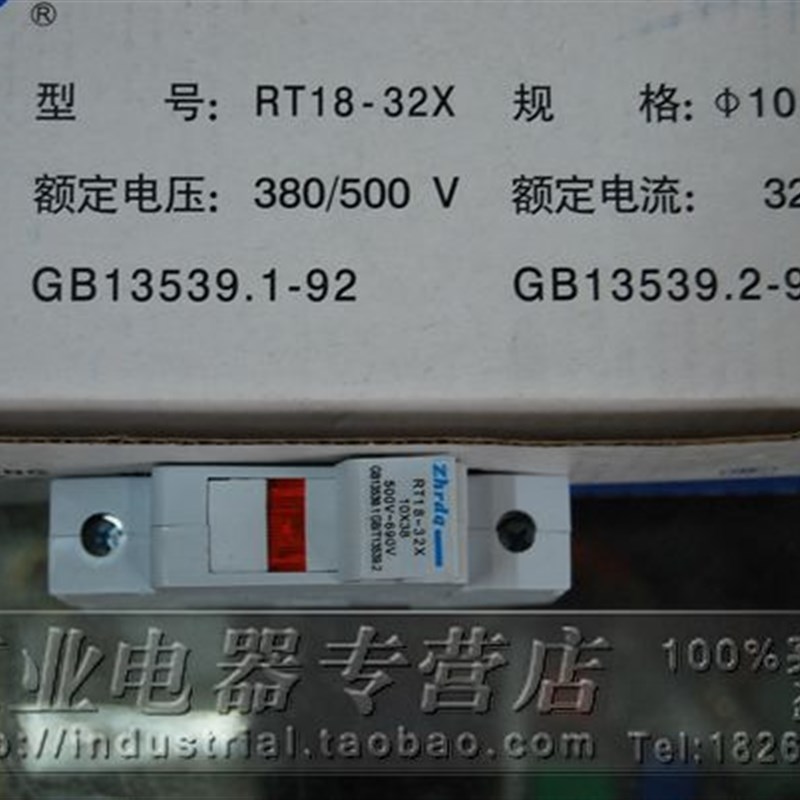 ®
型 号: RT18-32X 规 格: Φ10
额定电压: 380/500 V 额定电流: 32
GB13539.1-92 GB13539.2-9
Zhrdq
RT18-32X
10X38
500V~690V
GB13539.1 GB/T13539.2
业电器专营店 100%
p://industrial.taobao.com Tel:1826